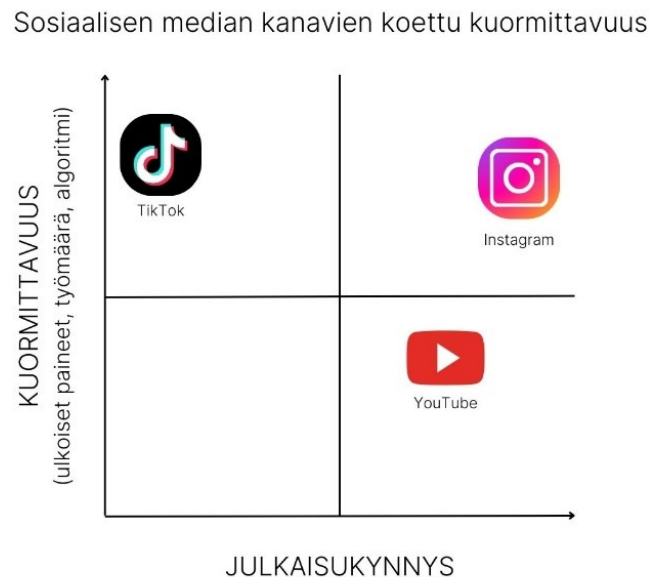 Sosiaalisen median kanavien koettu kuormittavuus
KUORMITTAVUUS
(ulkoiset paineet, työmäärä, algoritmi)
TikTok
Instagram
YouTube
JULKAISUKYNNYS